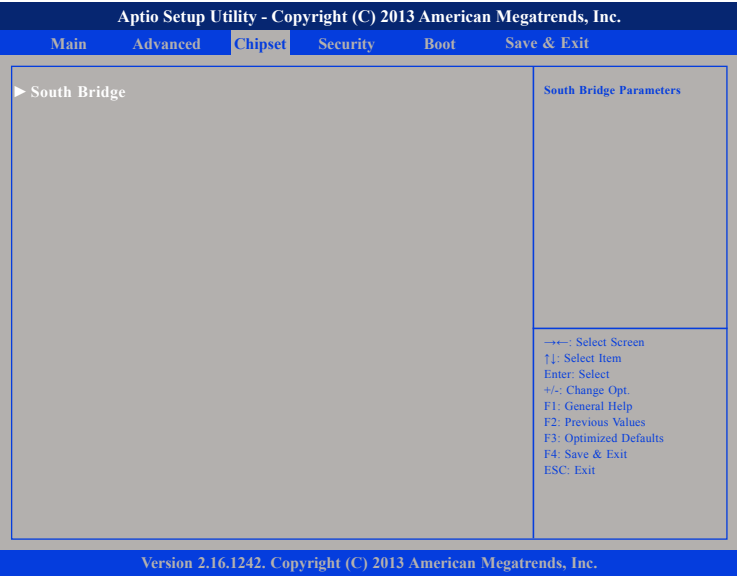 Aptio Setup Utility - Copyright (C) 2013 American Megatrends, Inc.
Main Advanced Chipset Security Boot Save & Exit
► South Bridge
South Bridge Parameters
→←: Select Screen
↑↓: Select Item
Enter: Select
+/-: Change Opt.
F1: General Help
F2: Previous Values
F3: Optimized Defaults
F4: Save & Exit
ESC: Exit
Version 2.16.1242. Copyright (C) 2013 American Megatrends, Inc.